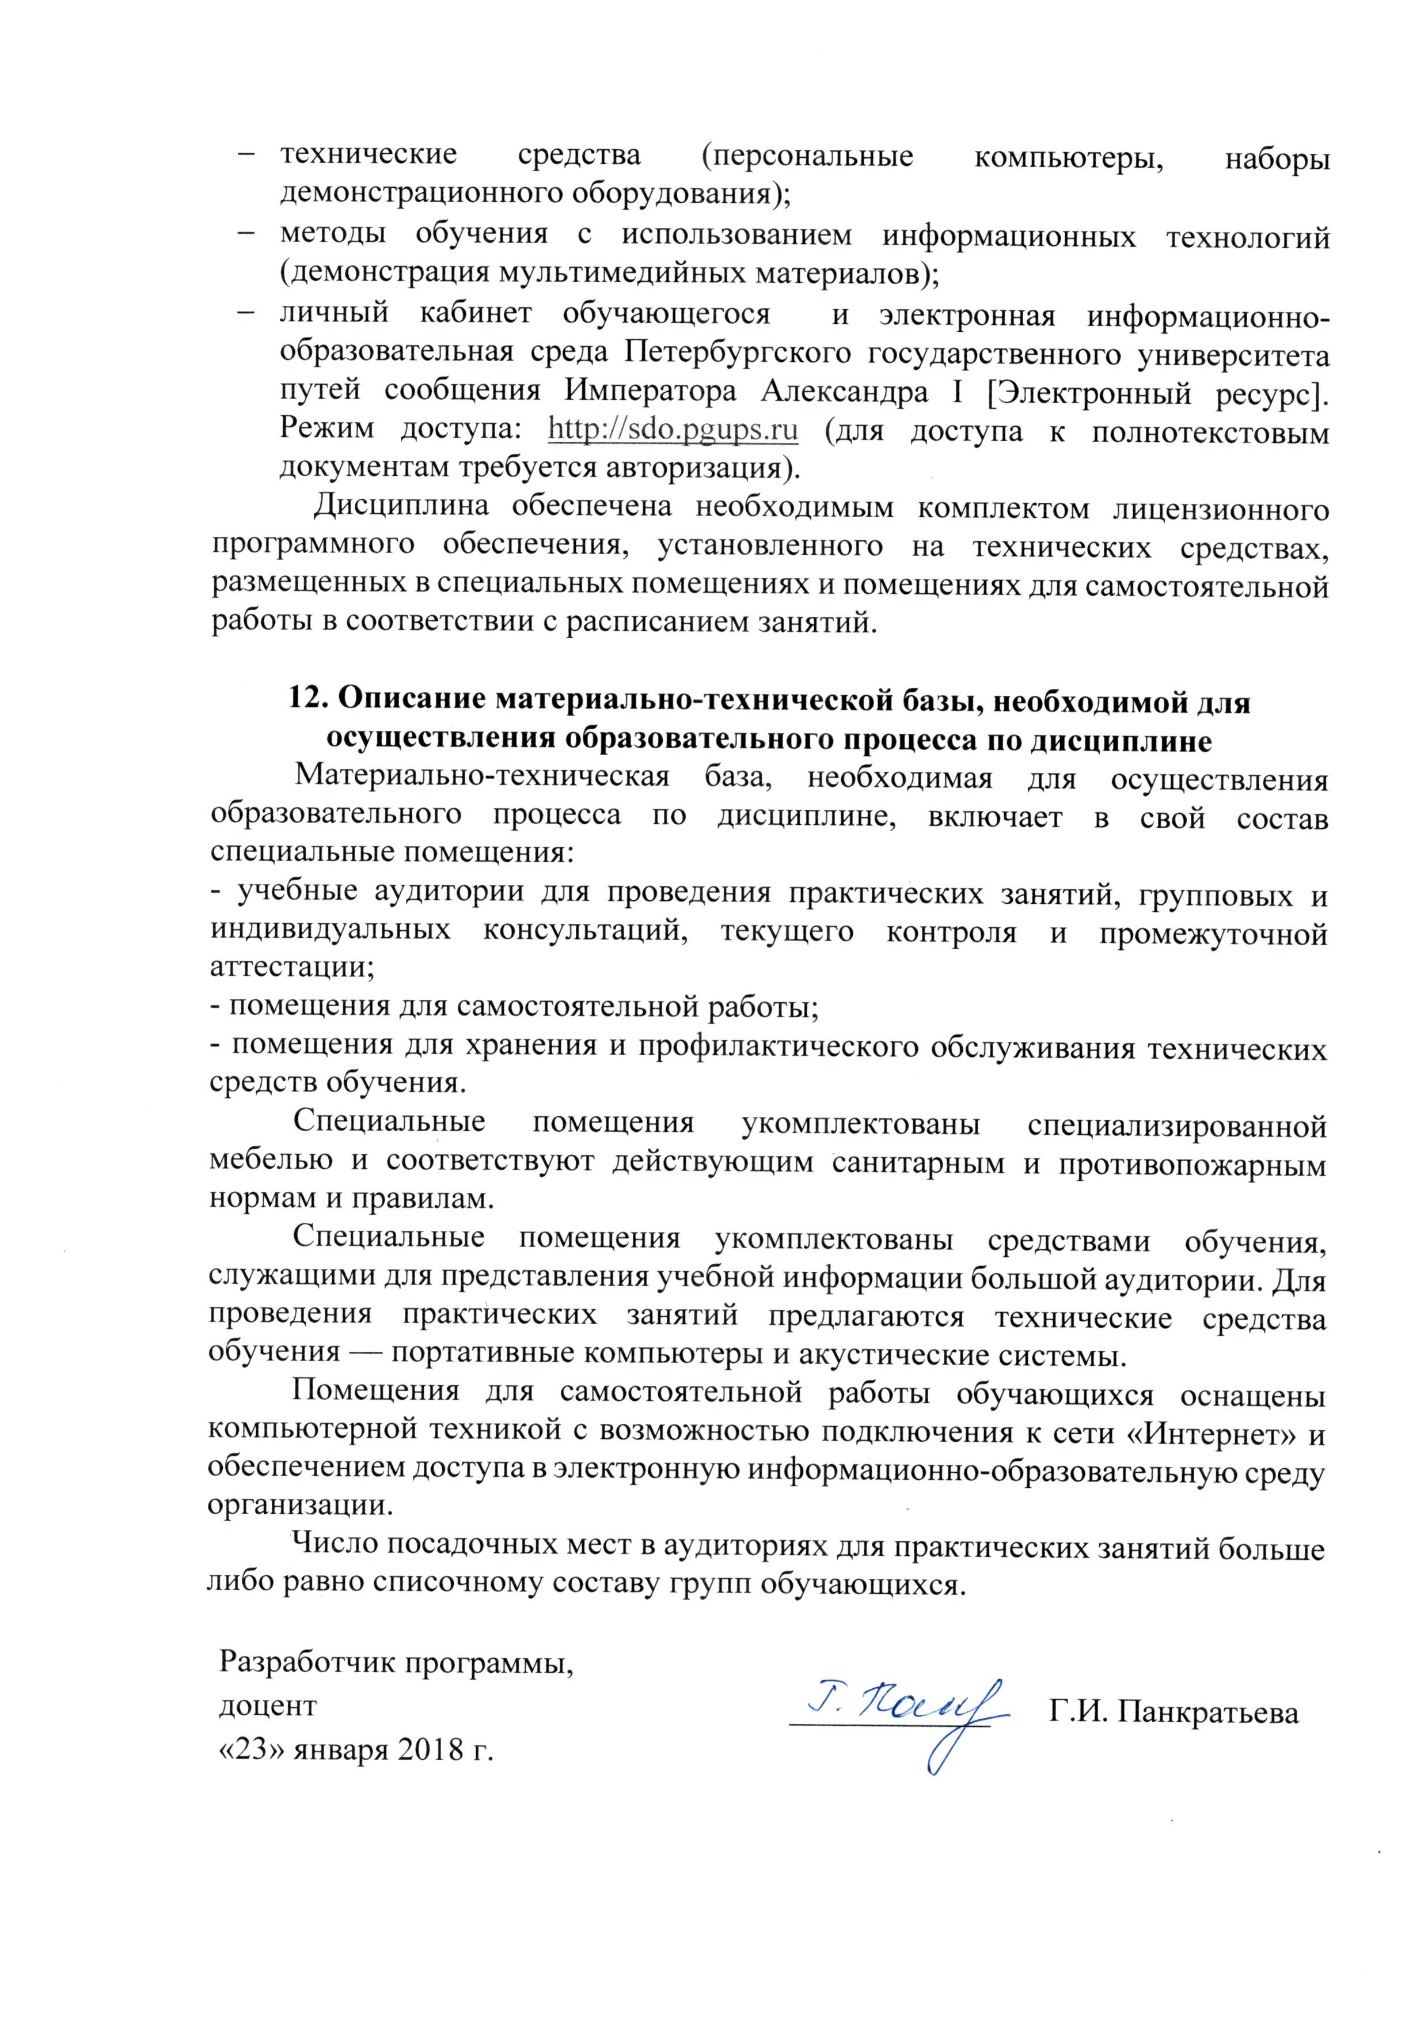 – технические средства (персональные компьютеры, наборы
демонстрационного оборудования);
– методы обучения с использованием информационных технологий
(демонстрация мультимедийных материалов);
– личный кабинет обучающегося и электронная информационно-
образовательная среда Петербургского государственного университета
путей сообщения Императора Александра I [Электронный ресурс].
Режим доступа: http://sdo.pgups.ru (для доступа к полнотекстовым
документам требуется авторизация).
Дисциплина обеспечена необходимым комплектом лицензионного
программного обеспечения, установленного на технических средствах,
размещенных в специальных помещениях и помещениях для самостоятельной
работы в соответствии с расписанием занятий.
12. Описание материально-технической базы, необходимой для
осуществления образовательного процесса по дисциплине
Материально-техническая база, необходимая для осуществления
образовательного процесса по дисциплине, включает в свой состав
специальные помещения:
- учебные аудитории для проведения практических занятий, групповых и
индивидуальных консультаций, текущего контроля и промежуточной
аттестации;
- помещения для самостоятельной работы;
- помещения для хранения и профилактического обслуживания технических
средств обучения.
Специальные помещения укомплектованы специализированной
мебелью и соответствуют действующим санитарным и противопожарным
нормам и правилам.
Специальные помещения укомплектованы средствами обучения,
служащими для представления учебной информации большой аудитории. Для
проведения практических занятий предлагаются технические средства
обучения — портативные компьютеры и акустические системы.
Помещения для самостоятельной работы обучающихся оснащены
компьютерной техникой с возможностью подключения к сети «Интернет» и
обеспечением доступа в электронную информационно-образовательную среду
организации.
Число посадочных мест в аудиториях для практических занятий больше
либо равно списочному составу групп обучающихся.
Разработчик программы,
доцент Г.И. Панкратьева
«23» января 2018 г.